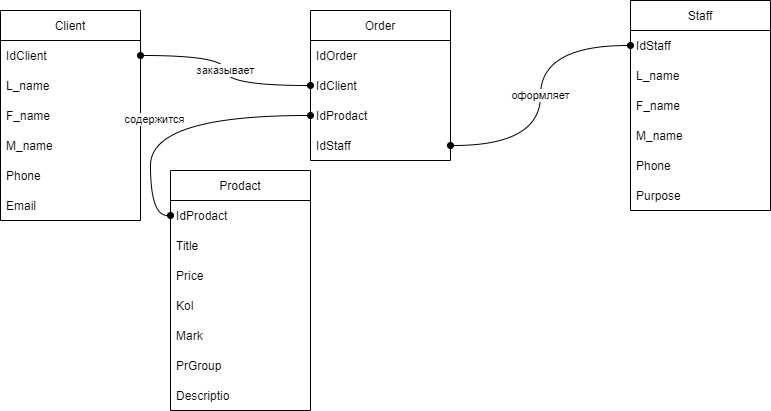 Client
IdClient
L_name
F_name
M_name
Phone
Email
заказывает
содержится
Order
IdOrder
IdClient
IdProdact
IdStaff
оформляет
Staff
IdStaff
L_name
F_name
M_name
Phone
Purpose
Prodact
IdProdact
Title
Price
Kol
Mark
PrGroup
Descriptio